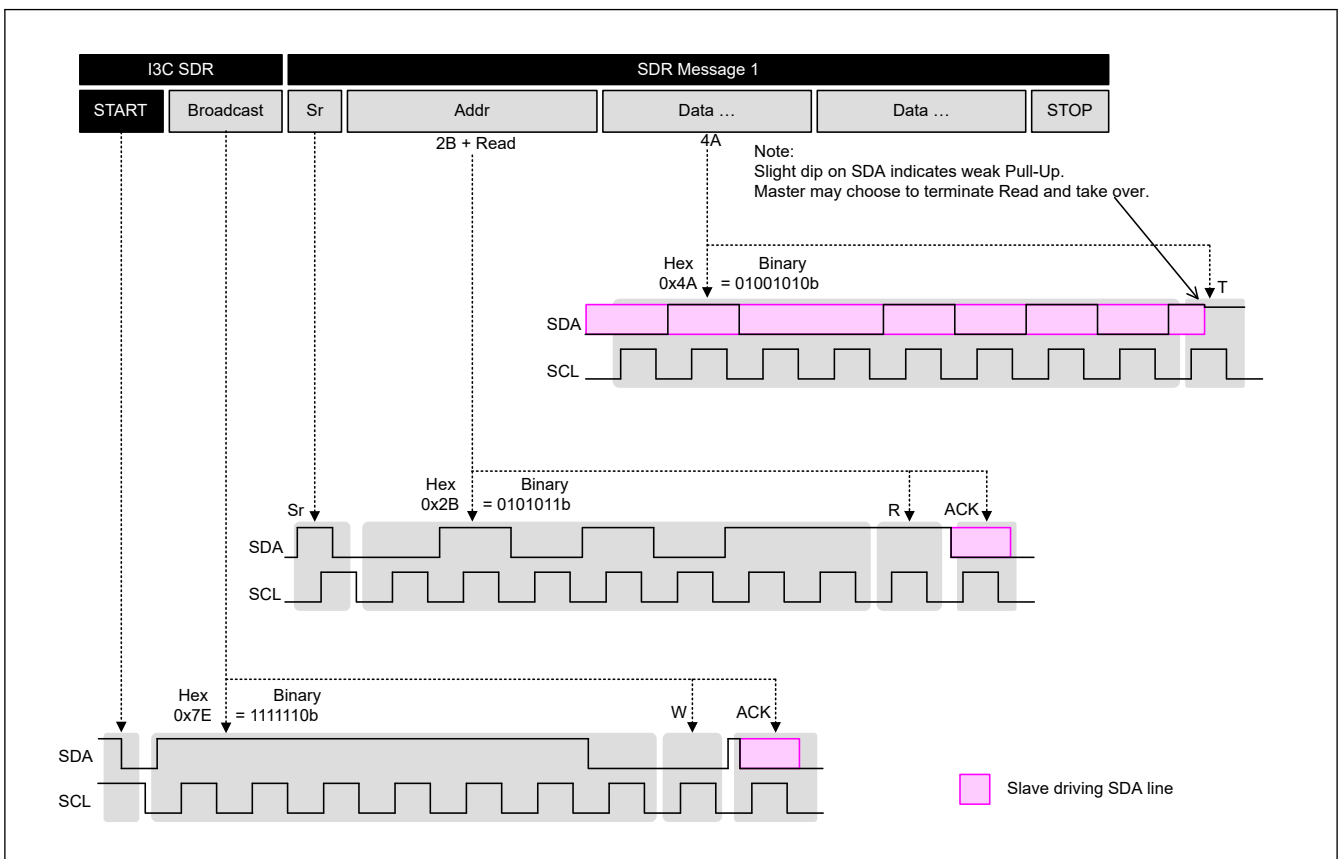 I3C SDR
SDR Message 1
START
Broadcast
Sr
Addr
Data …
Data …
STOP
2B + Read
4A
Note:
Slight dip on SDA indicates weak Pull-Up.
Master may choose to terminate Read and take over.
Hex
Binary
0x4A
= 01001010b
T
SDA
SCL
Hex
Binary
0x2B
= 0101011b
Sr
R
ACK
SDA
SCL
Hex
Binary
0x7E
= 1111110b
W
ACK
SDA
SCL
Slave driving SDA line